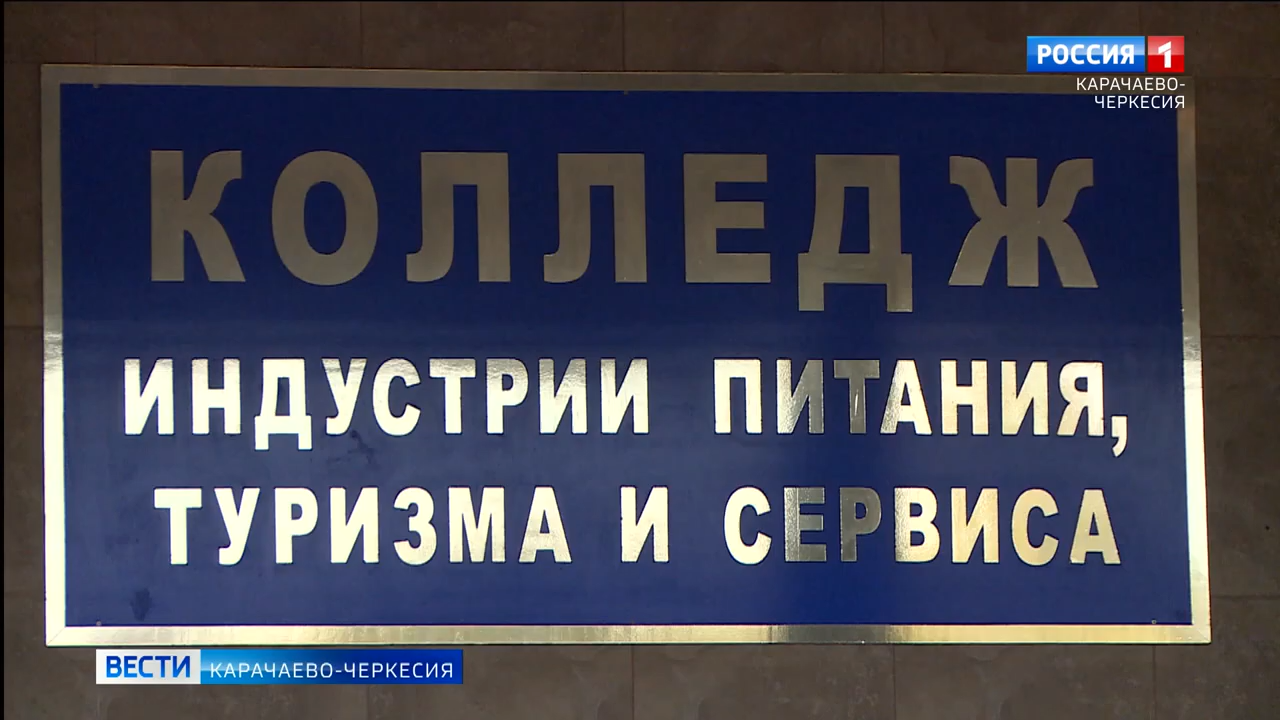 РОССИЯ 1
КАРАЧАЕВО-
ЧЕРКЕСИЯ
КОЛЛЕДЖ
ИНДУСТРИИ ПИТАНИЯ,
ТУРИЗМА И СЕРВИСА
ВЕСТИ КАРАЧАЕВО-ЧЕРКЕСИЯ